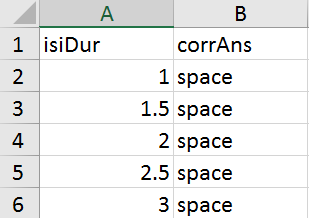 A B
1 isiDur corrAns
2 1 space
3 1.5 space
4 2 space
5 2.5 space
6 3 space